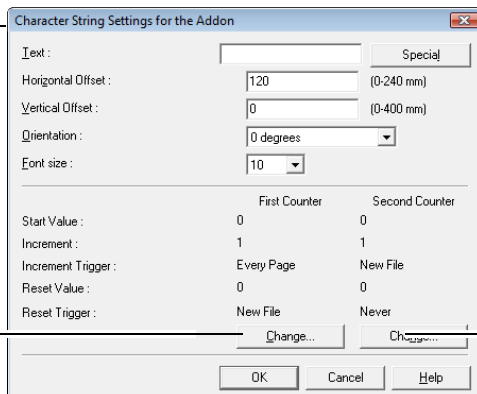 Character String Settings for the Addon
Text : Special
Horizontal Offset : 120 (0-240 mm)
Vertical Offset : 0 (0-400 mm)
Orientation : 0 degrees
Font size : 10
First Counter Second Counter
Start Value : 0 0
Increment : 1 1
Increment Trigger : Every Page New File
Reset Value : 0 0
Reset Trigger : New File Never
Change... Change...
OK Cancel Help